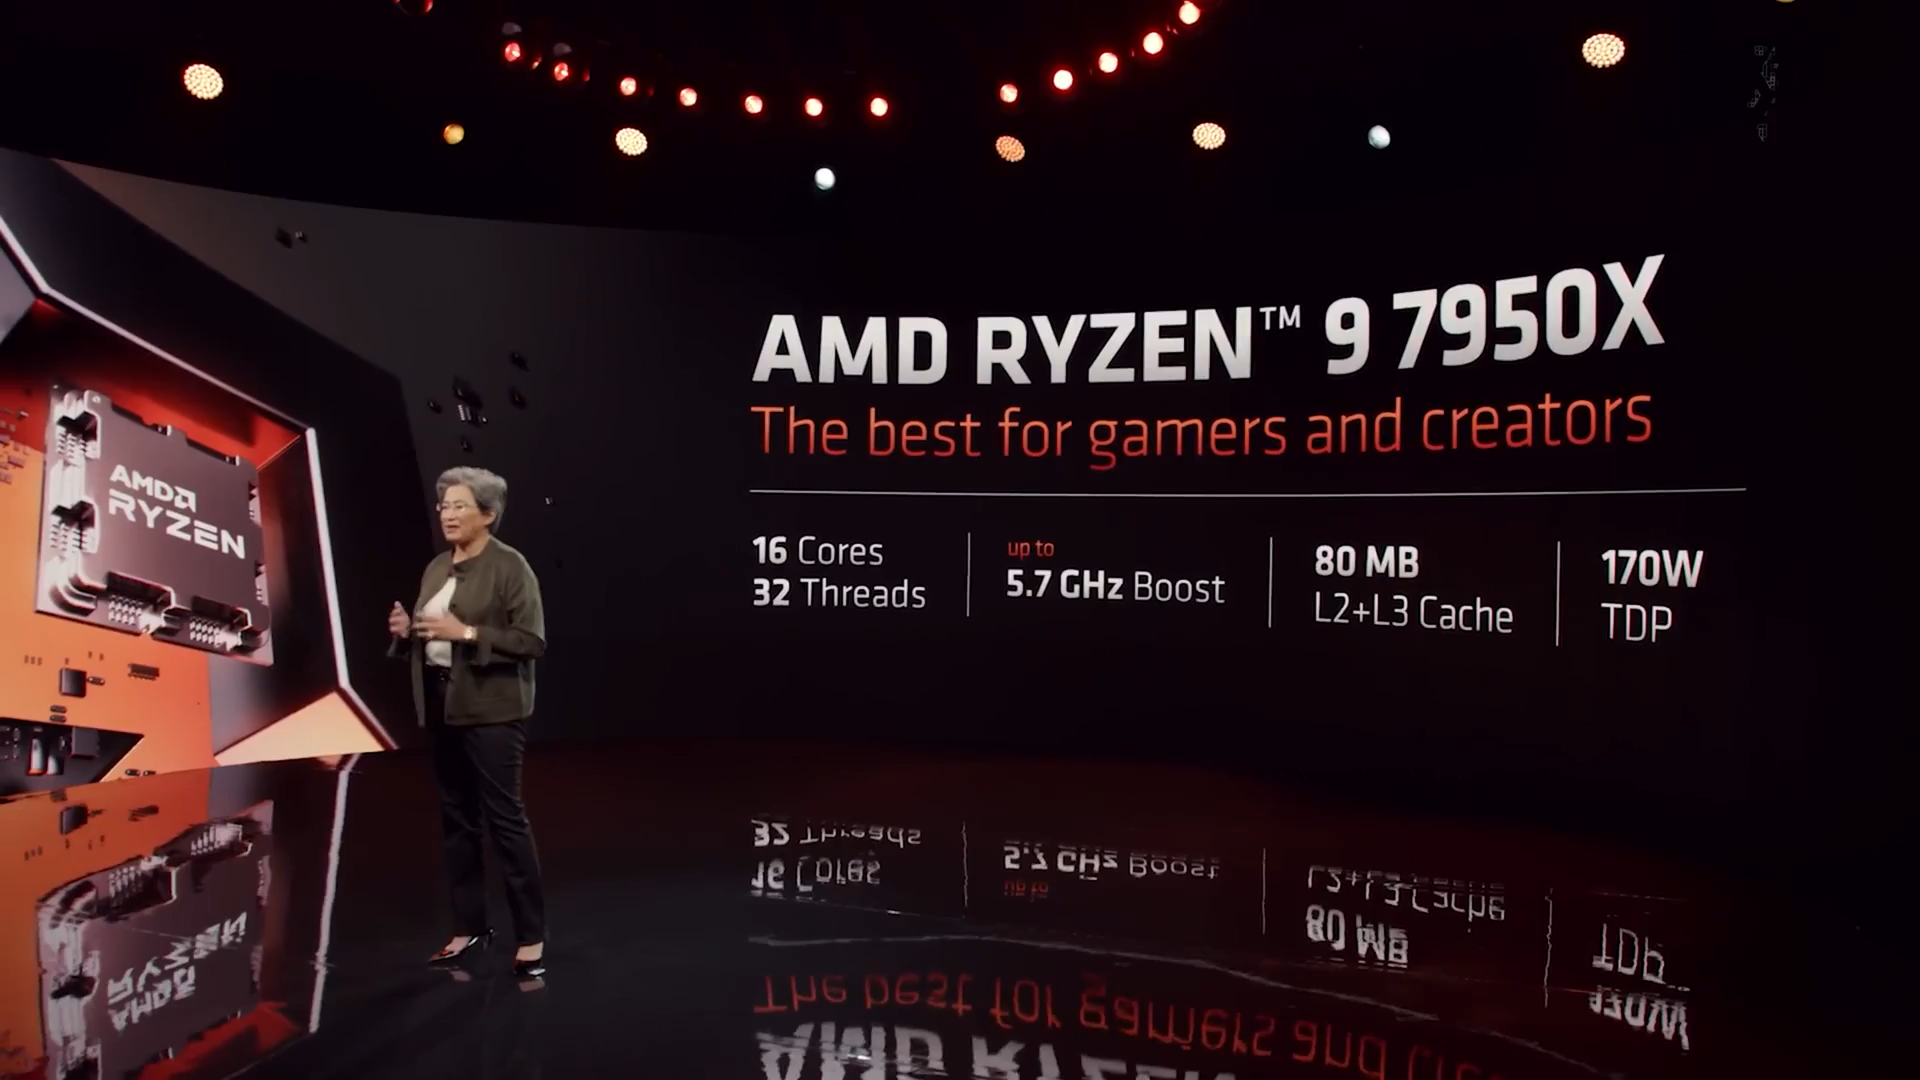 AMD RYZEN™ 9 7950X
The best for gamers and creators
16 Cores
32 Threads
up to
5.7 GHz Boost
80 MB
L2+L3 Cache
170W
TDP
AMD
RYZEN